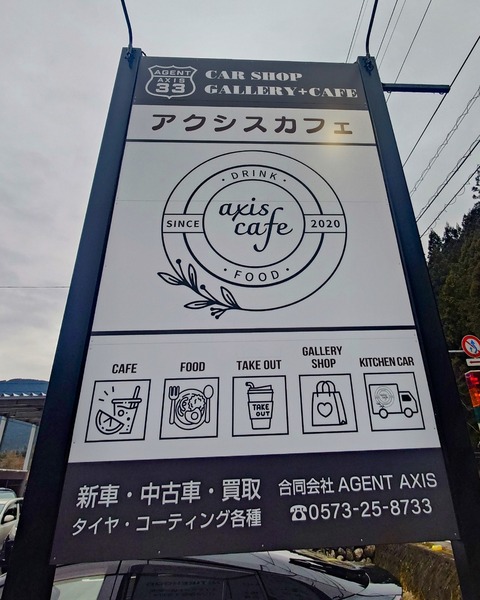 AGENT
AXIS
33
CAR SHOP
GALLERY+CAFE
アクシスカフェ
・DRINK・
SINCE
axis
cafe
2020
・FOOD・
CAFE
FOOD
TAKE OUT
GALLERY
SHOP
KITCHEN CAR
TAKE
OUT
新車・中古車・買取
タイヤ・コーティング各種
合同会社 AGENT AXIS
☎0573-25-8733